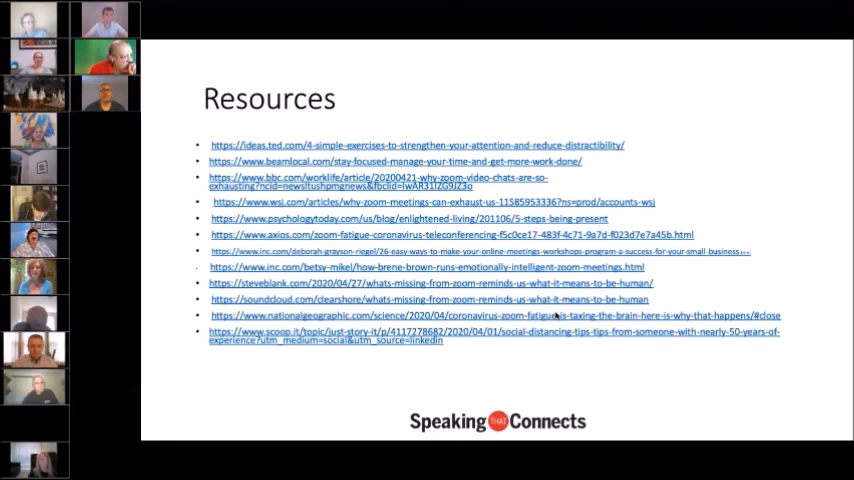 Resources
https://ideas.ted.com/4-simple-exercises-to-strengthen-your-attention-and-reduce-distractibility/
https://www.beamlocal.com/stay-focused-manage-your-time-and-get-more-work-done/
https://www.bbc.com/worklife/article/20200421-why-zoom-video-chats-are-so-
exhausting?ncid=newsltushpmgnews&fbclid=IwAR31IZG9JZ3o
https://www.wsj.com/articles/why-zoom-meetings-can-exhaust-us-11585953336?ns=prod/accounts-wsj
https://www.psychologytoday.com/us/blog/enlightened-living/201106/5-steps-being-present
https://www.axios.com/zoom-fatigue-coronavirus-teleconferencing-f5c0ce17-483f-4c71-9a7d-f023d7e7a45b.html
https://www.inc.com/deborah-grayson-riegel/26-easy-ways-to-make-your-online-meetings-workshops-program-a-success-for-your-small-business
https://www.inc.com/betsy-mikel/how-brene-brown-runs-emotionally-intelligent-zoom-meetings.html
https://steveblank.com/2020/04/27/whats-missing-from-zoom-reminds-us-what-it-means-to-be-human/
https://soundcloud.com/clearshore/whats-missing-from-zoom-reminds-us-what-it-means-to-be-human
https://www.nationalgeographic.com/science/2020/04/coronavirus-zoom-fatigue-is-taxing-the-brain-here-is-why-that-happens/#close
https://www.scoop.it/topic/just-story-it/p/4117278682/2020/04/01/social-distancing-tips-tips-from-someone-with-nearly-50-years-of-
experience?utm_medium=social&utm_source=linkedin
Speaking THAT Connects